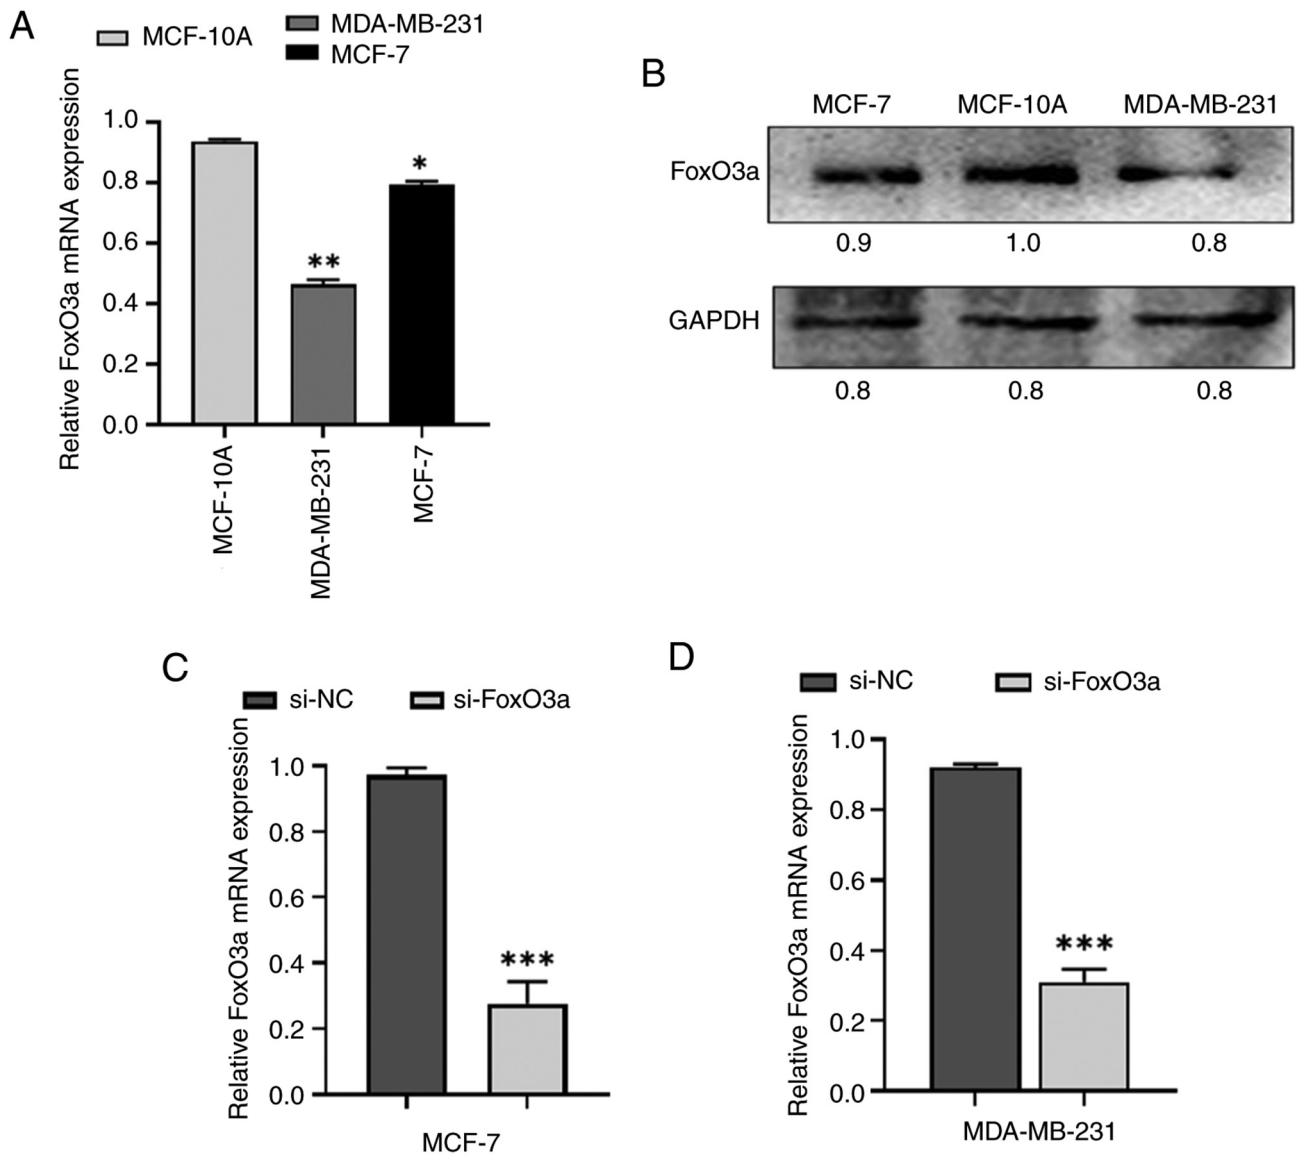 A
MCF-10A
MDA-MB-231
MCF-7
Relative FoxO3a mRNA expression
1.0
0.8
0.6
0.4
0.2
0.0
**
*
MCF-10A
MDA-MB-231
MCF-7
B
MCF-7 MCF-10A MDA-MB-231
FoxO3a
0.9 1.0 0.8
GAPDH
0.8 0.8 0.8
C
si-NC si-FoxO3a
Relative FoxO3a mRNA expression
1.0
0.8
0.6
0.4
0.2
0.0
***
MCF-7
D
si-NC si-FoxO3a
Relative FoxO3a mRNA expression
1.0
0.8
0.6
0.4
0.2
0.0
***
MDA-MB-231